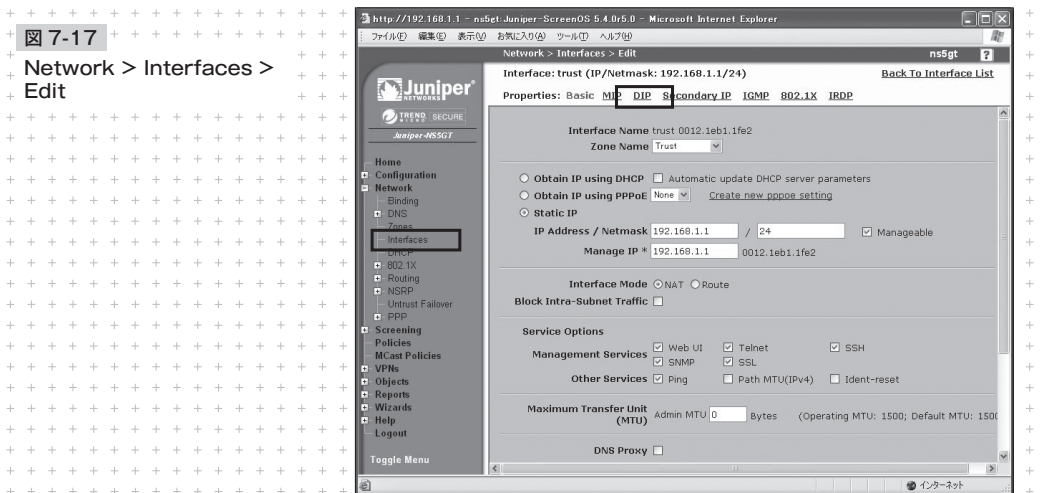 図 7-17
Network > Interfaces >
Edit
http://192.168.1.1 - ns5gt:Juniper-ScreenOS 5.4.0r5.0 - Microsoft Internet Explorer
ファイル(F) 編集(E) 表示(V) お気に入り(A) ツール(T) ヘルプ(H)
Network > Interfaces > Edit
ns5gt ?
Interface: trust (IP/Netmask: 192.168.1.1/24)
Back To Interface List
Properties: Basic MIP DIP Secondary IP IGMP 802.1X IRDP
Juniper
NETWORKS
TREND MICRO SECURE
Juniper-NS5GT
Home
Configuration
Network
Binding
DNS
Zones
Interfaces
DHCP
802.1X
Routing
NSRP
Untrust Failover
PPP
Screening
Policies
MCast Policies
VPNs
Objects
Reports
Wizards
Help
Logout
Toggle Menu
Interface Name trust 0012.1eb1.1fe2
Zone Name Trust
Obtain IP using DHCP Automatic update DHCP server parameters
Obtain IP using PPPoE None Create new pppoe setting
Static IP
IP Address / Netmask 192.168.1.1 / 24 Manageable
Manage IP * 192.168.1.1 0012.1eb1.1fe2
Interface Mode NAT Route
Block Intra-Subnet Traffic
Service Options
Management Services Web UI Telnet SSH
SNMP SSL
Other Services Ping Path MTU(IPv4) Ident-reset
Maximum Transfer Unit (MTU) Admin MTU 0 Bytes (Operating MTU: 1500; Default MTU: 1500
DNS Proxy
インターネット